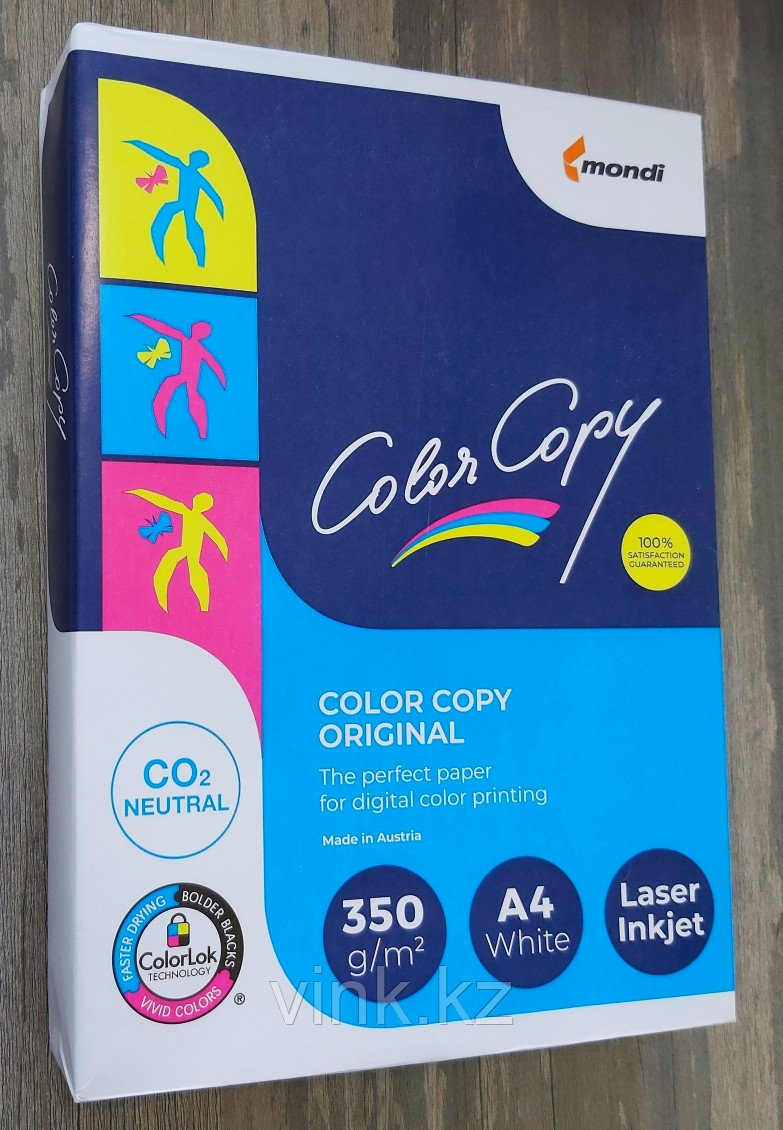 mondi
Color Copy
Color Copy
100%
SATISFACTION
GUARANTEED
COLOR COPY
ORIGINAL
The perfect paper
for digital color printing
Made in Austria
CO₂
NEUTRAL
FASTER DRYING
BOLDER BLACKS
ColorLok
TECHNOLOGY
VIVID COLORS
®
350
g/m²
A4
White
Laser
Inkjet
vink.kz